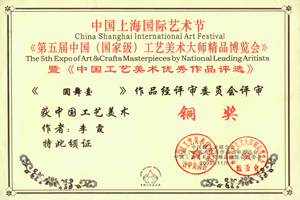 中国上海国际艺术节
China Shanghai International Art Festival
《第五届中国（国家级）工艺美术大师精品博览会》
The 5th Expo of Art & Crafts Masterpieces by National Leading Aritists
暨《中国工艺美术优秀作品评选》
《 圆舞壶 》作品经评审委员会评审
获中国工艺美术 铜奖
作者：李霞
特此颁证